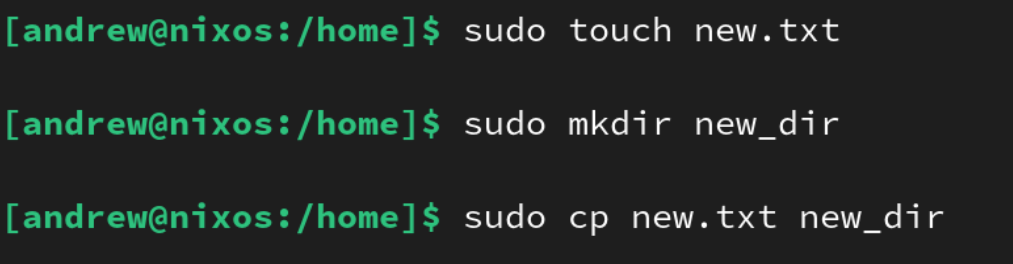 [andrew@nixos:/home]$ sudo touch new.txt
[andrew@nixos:/home]$ sudo mkdir new_dir
[andrew@nixos:/home]$ sudo cp new.txt new_dir